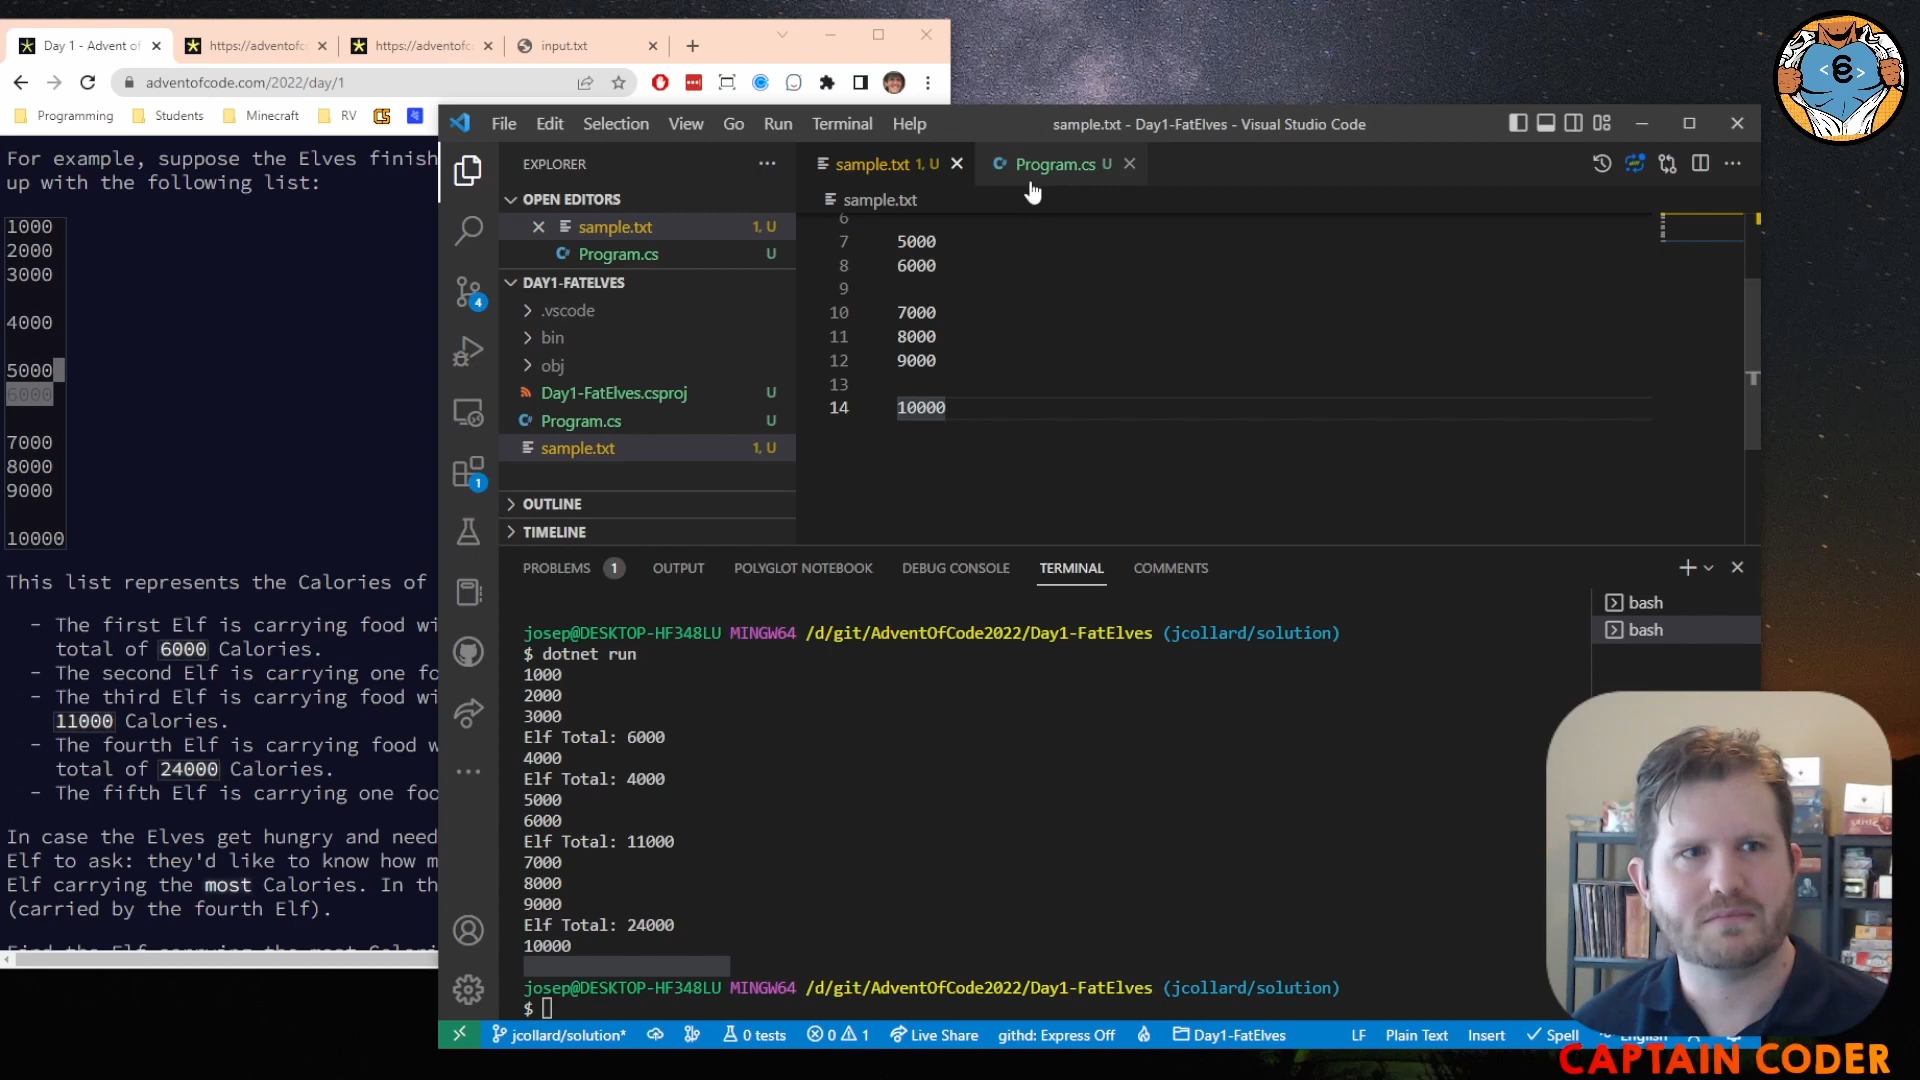 Day 1 - Advent of
https://adventofc
https://adventofc
input.txt
adventofcode.com/2022/day/1
Programming
Students
Minecraft
RV
For example, suppose the Elves finish
up with the following list:
1000
2000
3000
4000
5000
6000
7000
8000
9000
10000
This list represents the Calories of
- The first Elf is carrying food wi
total of 6000 Calories.
- The second Elf is carrying one fo
- The third Elf is carrying food wi
11000 Calories.
- The fourth Elf is carrying food w
total of 24000 Calories.
- The fifth Elf is carrying one foo
In case the Elves get hungry and need
Elf to ask: they'd like to know how m
Elf carrying the most Calories. In th
(carried by the fourth Elf).
File Edit Selection View Go Run Terminal Help
sample.txt - Day1-FatElves - Visual Studio Code
EXPLORER
OPEN EDITORS
sample.txt 1, U
Program.cs U
DAY1-FATELVES
.vscode
bin
obj
Day1-FatElves.csproj U
Program.cs U
sample.txt 1, U
OUTLINE
TIMELINE
4
1
sample.txt 1, U
Program.cs U
sample.txt
6
7 5000
8 6000
9
10 7000
11 8000
12 9000
13
14 10000
PROBLEMS 1 OUTPUT POLYGLOT NOTEBOOK DEBUG CONSOLE TERMINAL COMMENTS
bash
bash
josep@DESKTOP-HF348LU MINGW64 /d/git/AdventOfCode2022/Day1-FatElves (jcollard/solution)
$ dotnet run
1000
2000
3000
Elf Total: 6000
4000
Elf Total: 4000
5000
6000
Elf Total: 11000
7000
8000
9000
Elf Total: 24000
10000
josep@DESKTOP-HF348LU MINGW64 /d/git/AdventOfCode2022/Day1-FatElves (jcollard/solution)
$
jcollard/solution* 0 tests 0 1 Live Share githd: Express Off Day1-FatElves LF Plain Text Insert Spell English
CAPTAIN CODER